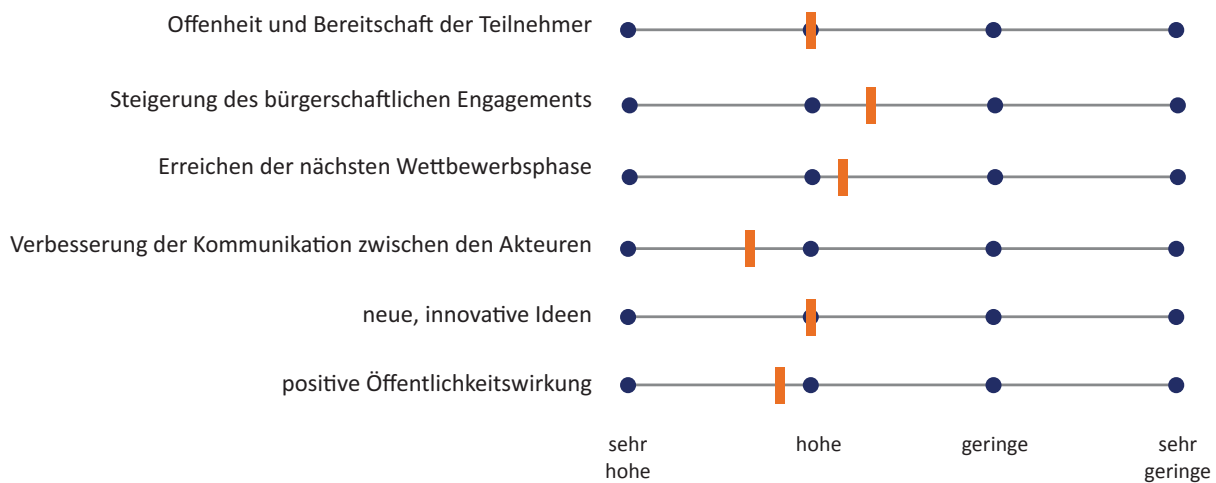 Offenheit und Bereitschaft der Teilnehmer
Steigerung des bürgerschaftlichen Engagements
Erreichen der nächsten Wettbewerbsphase
Verbesserung der Kommunikation zwischen den Akteuren
neue, innovative Ideen
positive Öffentlichkeitswirkung
sehr hohe geringe sehr
hohe geringe